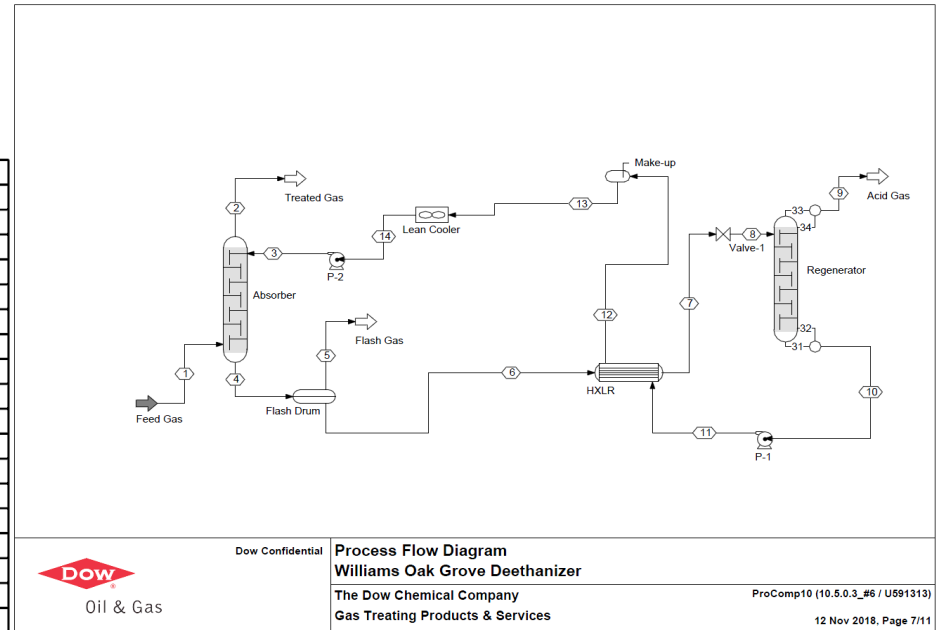 Make-up
33
9
Acid Gas
2
Treated Gas
13
34
14
Lean Cooler
8
Valve-1
3
P-2
Absorber
Regenerator
7
12
Flash Gas
32
5
31
1
4
6
HXLR
10
Feed Gas
Flash Drum
11
P-1
Dow Confidential
Process Flow Diagram
Williams Oak Grove Deethanizer
DOW
®
Oil & Gas
The Dow Chemical Company
ProComp10 (10.5.0.3_#6 / U591313)
Gas Treating Products & Services
12 Nov 2018, Page 7/11